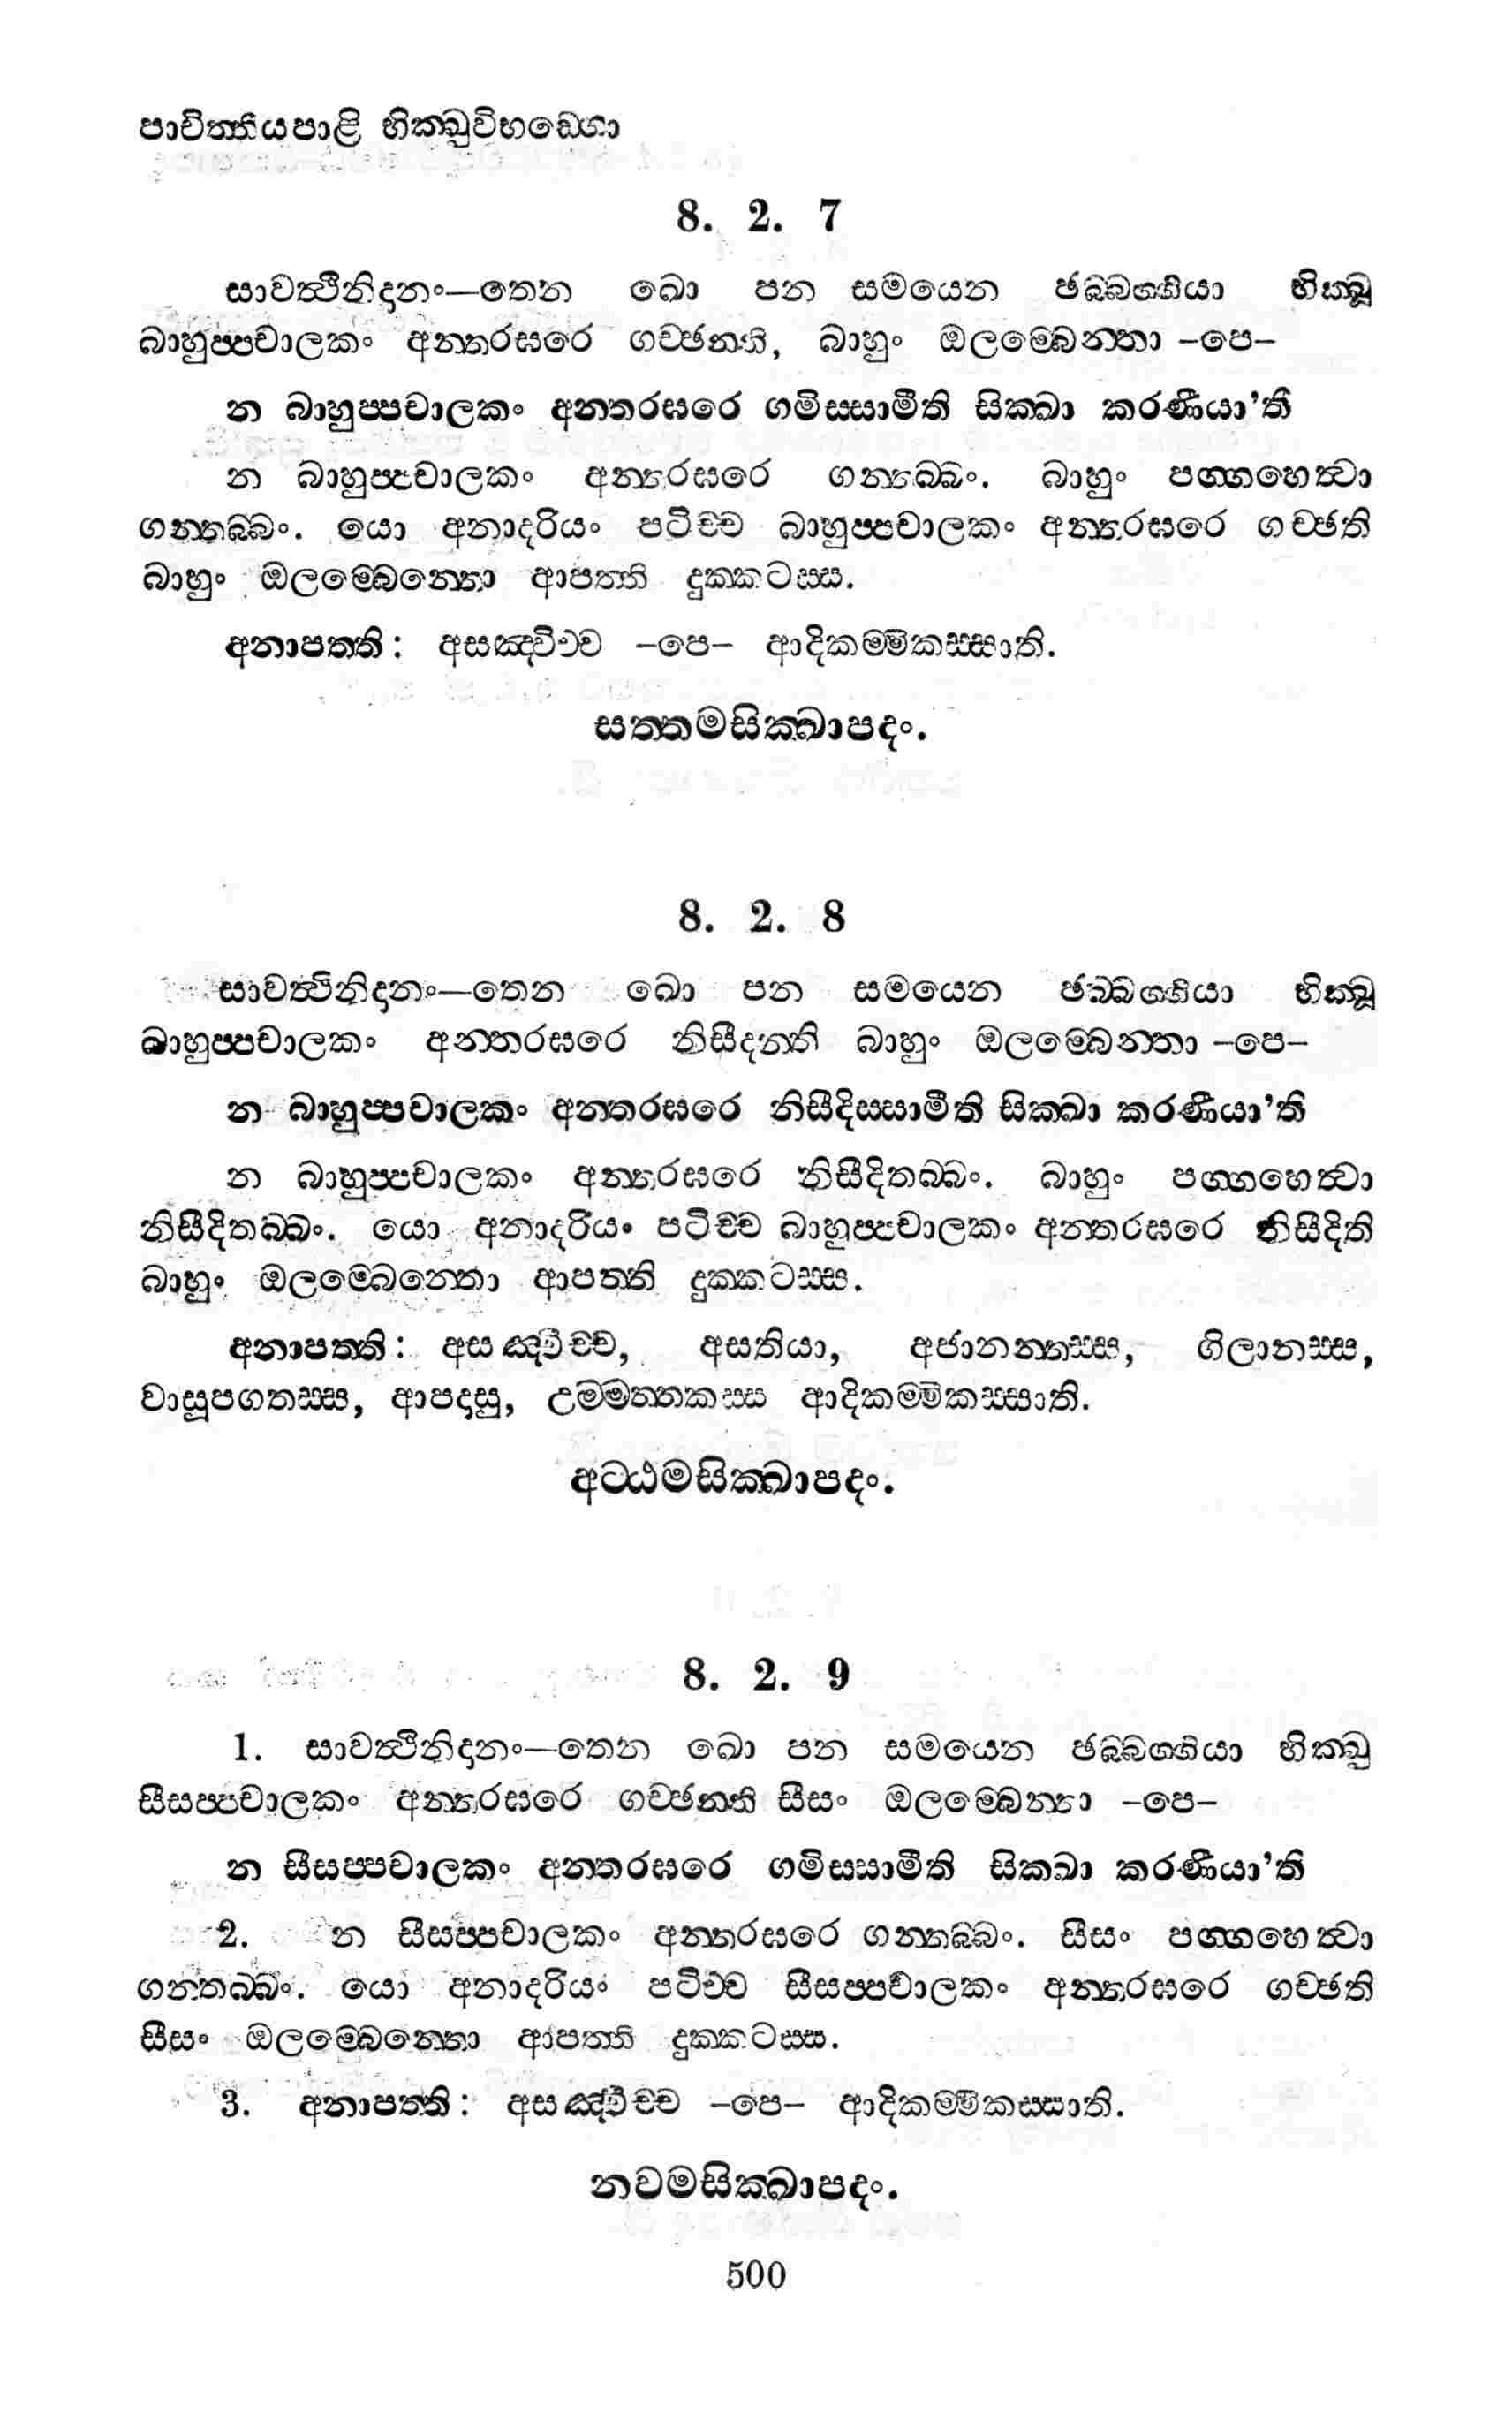 පාචිත්තියපාළි භික්ඛුවිභඞ්ගො
8. 2. 7
සාවත්ථිනිදානං—තෙන ඛො පන සමයෙන ඡබ්බග්ගියා භික්ඛූ
බාහුප්පචාලකං අන්තරඝරෙ ගච්ඡන්ති, බාහුං ඔලම්බෙන්තා –පෙ–
න බාහුප්පචාලකං අන්තරඝරෙ ගමිස්සාමීති සික්ඛා කරණීයා’ති
න බාහුප්පචාලකං අන්තරඝරෙ ගන්තබ්බං. බාහුං පග්ගහෙත්වා
ගන්තබ්බං. යො අනාදරියං පටිච්ච බාහුප්පචාලකං අන්තරඝරෙ ගච්ඡති
බාහුං ඔලම්බෙන්තො ආපත්ති දුක්කටස්ස.
අනාපත්ති: අසඤ්චිච්ච –පෙ– ආදිකම්මිකස්සාති.
සත්තමසික්ඛාපදං.
8. 2. 8
සාවත්ථිනිදානං—තෙන ඛො පන සමයෙන ඡබ්බග්ගියා භික්ඛූ
බාහුප්පචාලකං අන්තරඝරෙ නිසීදන්ති බාහුං ඔලම්බෙන්තා –පෙ–
න බාහුප්පචාලකං අන්තරඝරෙ නිසීදිස්සාමීති සික්ඛා කරණීයා’ති
න බාහුප්පචාලකං අන්තරඝරෙ නිසීදිතබ්බං. බාහුං පග්ගහෙත්වා
නිසීදිතබ්බං. යො අනාදරියං පටිච්ච බාහුප්පචාලකං අන්තරඝරෙ නිසීදිති
බාහුං ඔලම්බෙන්තො ආපත්ති දුක්කටස්ස.
අනාපත්ති: අසඤ්චිච්ච, අසතියා, අජානන්තස්ස, ගිලානස්ස,
වාසූපගතස්ස, ආපදාසු, උම්මත්තකස්ස ආදිකම්මිකස්සාති.
අට්ඨමසික්ඛාපදං.
8. 2. 9
1. සාවත්ථිනිදානං—තෙන ඛො පන සමයෙන ඡබ්බග්ගියා භික්ඛු
සීසප්පචාලකං අන්තරඝරෙ ගච්ඡන්ති සීසං ඔලම්බෙන්තා –පෙ–
න සීසප්පචාලකං අන්තරඝරෙ ගමිස්සාමීති සික්ඛා කරණීයා’ති
2. න සීසප්පචාලකං අන්තරඝරෙ ගන්තබ්බං. සීසං පග්ගහෙත්වා
ගන්තබ්බං. යො අනාදරියං පටිච්ච සීසප්පචාලකං අන්තරඝරෙ ගච්ඡති
සීසං ඔලම්බෙන්තො ආපත්ති දුක්කටස්ස.
3. අනාපත්ති: අසඤ්චිච්ච –පෙ– ආදිකම්මිකස්සාති.
නවමසික්ඛාපදං.
500